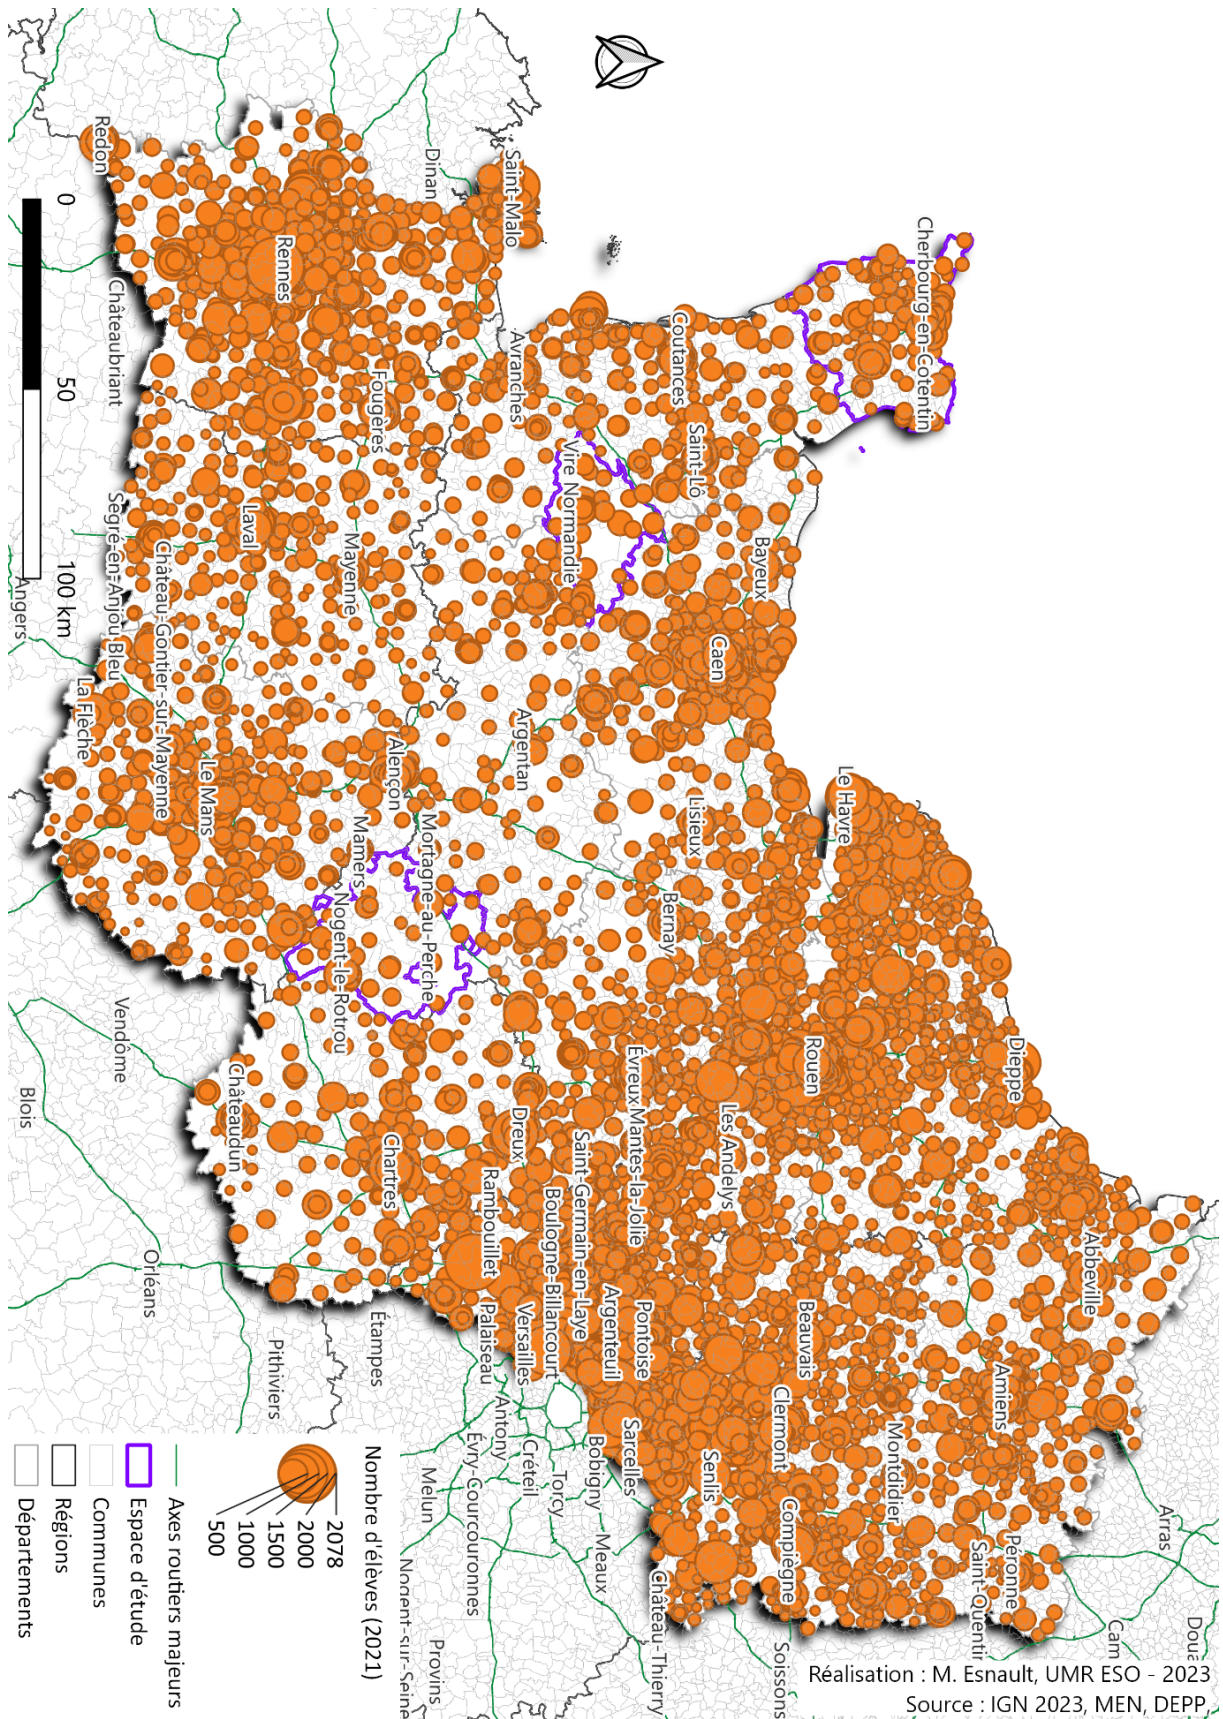 Cherbourg-en-Cotentin
Saint-Malo
Dinan
Redon
Rennes
Châteaubriant
Fougères
Avranches
Coutances
Saint-Lô
Vire Normandie
Bayeux
Caen
Laval
Mayenne
Château-Gontier-sur-Mayenne
Segré-en-Anjou Bleu
Angers
La Flèche
Le Mans
Alençon
Mamers
Argentan
Mortagne-au-Perche
Nogent-le-Rotrou
Lisieux
Le Havre
Bernay
Rouen
Dieppe
Évreux
Mantes-la-Jolie
Les Andelys
Dreux
Chartres
Châteaudun
Vendôme
Blois
Orléans
Pithiviers
Étampes
Rambouillet
Saint-Germain-en-Laye
Boulogne-Billancourt
Argenteuil
Pontoise
Palaiseau
Versailles
Antony
Créteil
Torcy
Bobigny
Sarcelles
Meaux
Évry-Courcouronnes
Melun
Provins
Nogent-sur-Seine
Château-Thierry
Senlis
Clermont
Compiègne
Beauvais
Montdidier
Amiens
Abbeville
Péronne
Saint-Quentin
Soissons
Arras
Cam
Doua
0 50 100 km
Nombre d'élèves (2021)
2078
2000
1500
1000
500
Axes routiers majeurs
Espace d'étude
Communes
Régions
Départements
Réalisation : M. Esnault, UMR ESO - 2023
Source : IGN 2023, MEN, DEPP